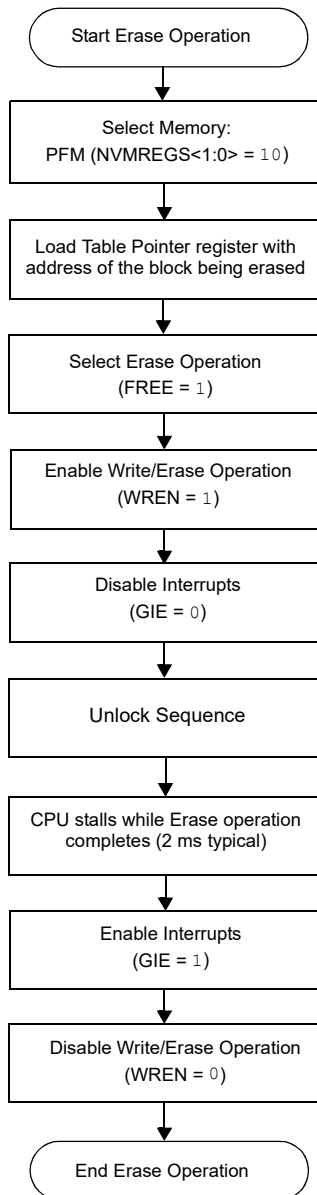 Start Erase Operation
Select Memory:
PFM (NVMREGS<1:0> = 10)
Load Table Pointer register with
address of the block being erased
Select Erase Operation
(FREE = 1)
Enable Write/Erase Operation
(WREN = 1)
Disable Interrupts
(GIE = 0)
Unlock Sequence
CPU stalls while Erase operation
completes (2 ms typical)
Enable Interrupts
(GIE = 1)
Disable Write/Erase Operation
(WREN = 0)
End Erase Operation